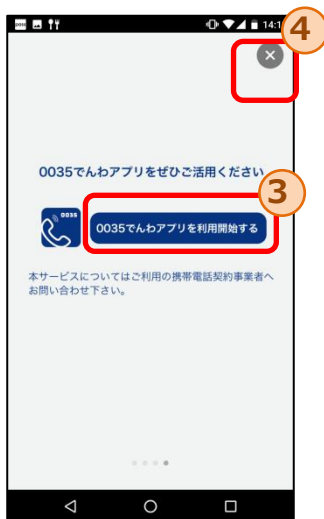 14:1
④
0035でんわアプリをぜひご活用ください
③
0035
0035でんわアプリを利用開始する
本サービスについてはご利用の携帯電話契約事業者へ
お問い合わせ下さい。